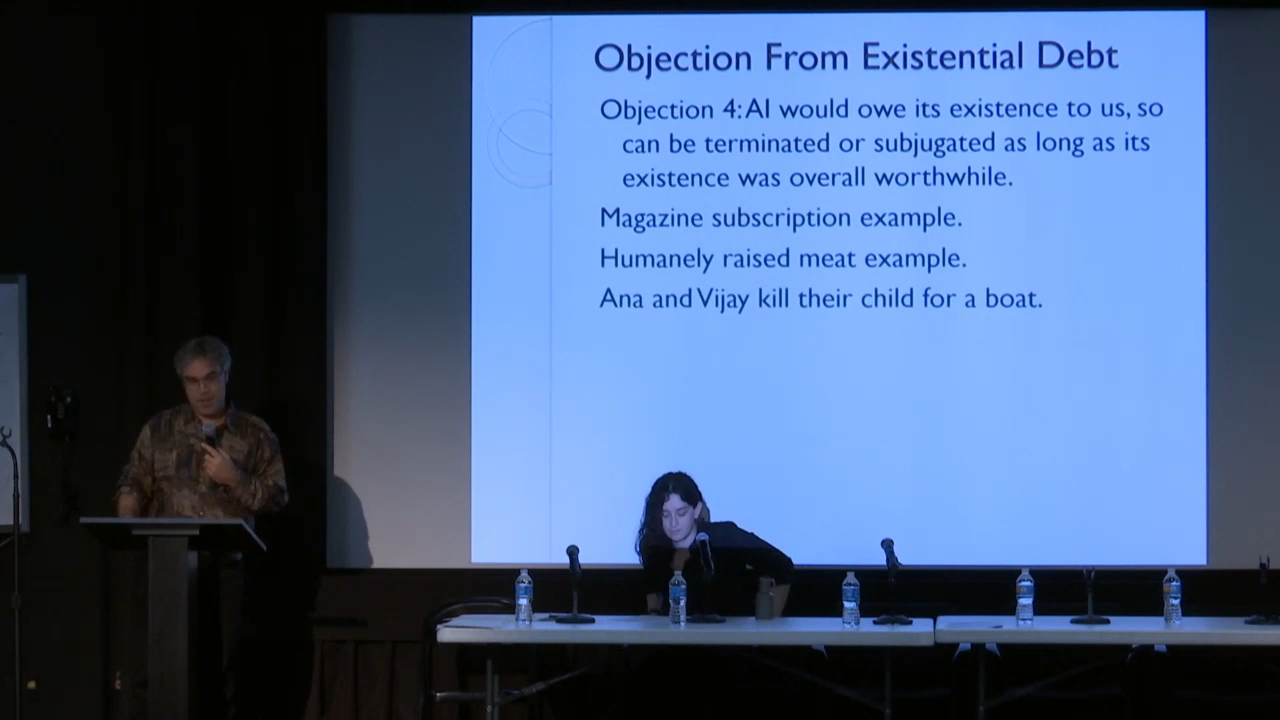 Objection From Existential Debt
Objection 4: AI would owe its existence to us, so
can be terminated or subjugated as long as its
existence was overall worthwhile.
Magazine subscription example.
Humanely raised meat example.
Ana and Vijay kill their child for a boat.